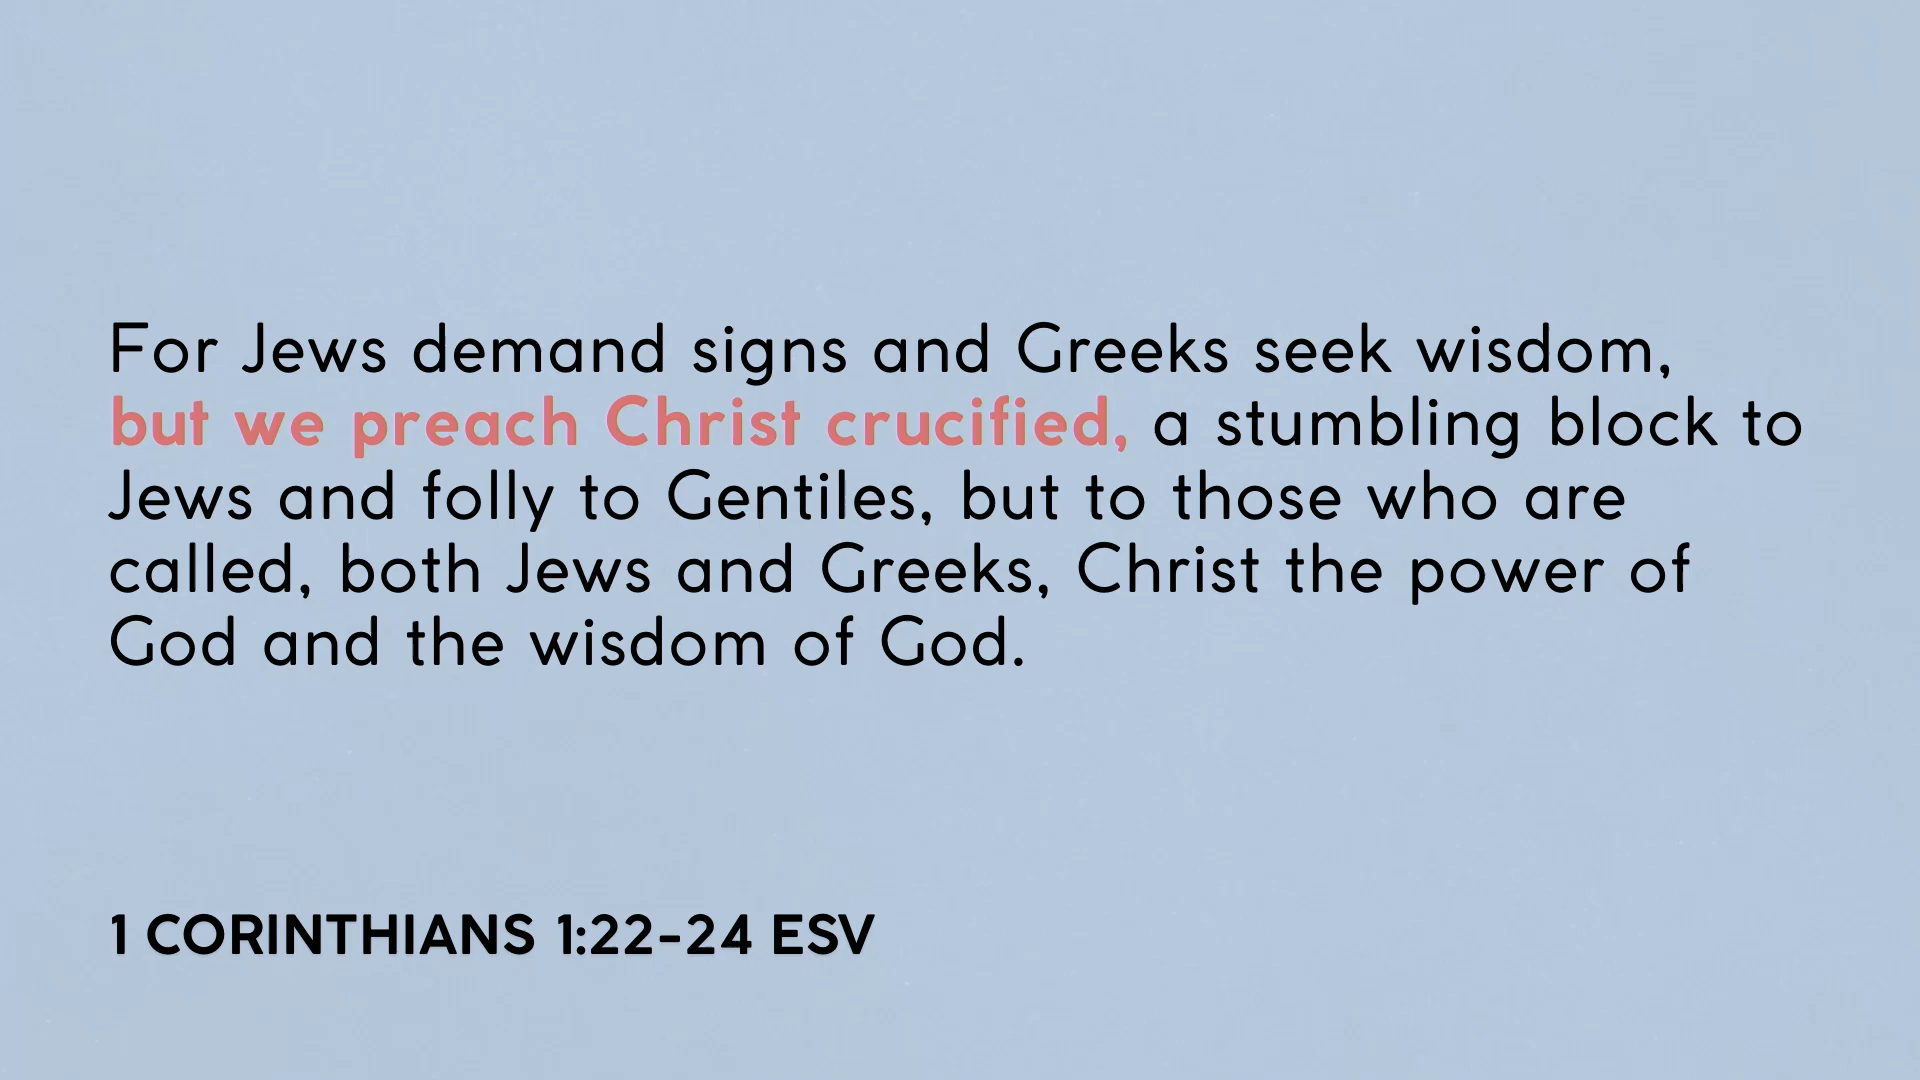 For Jews demand signs and Greeks seek wisdom,
but we preach Christ crucified, a stumbling block to
Jews and folly to Gentiles, but to those who are
called, both Jews and Greeks, Christ the power of
God and the wisdom of God.
1 CORINTHIANS 1:22-24 ESV